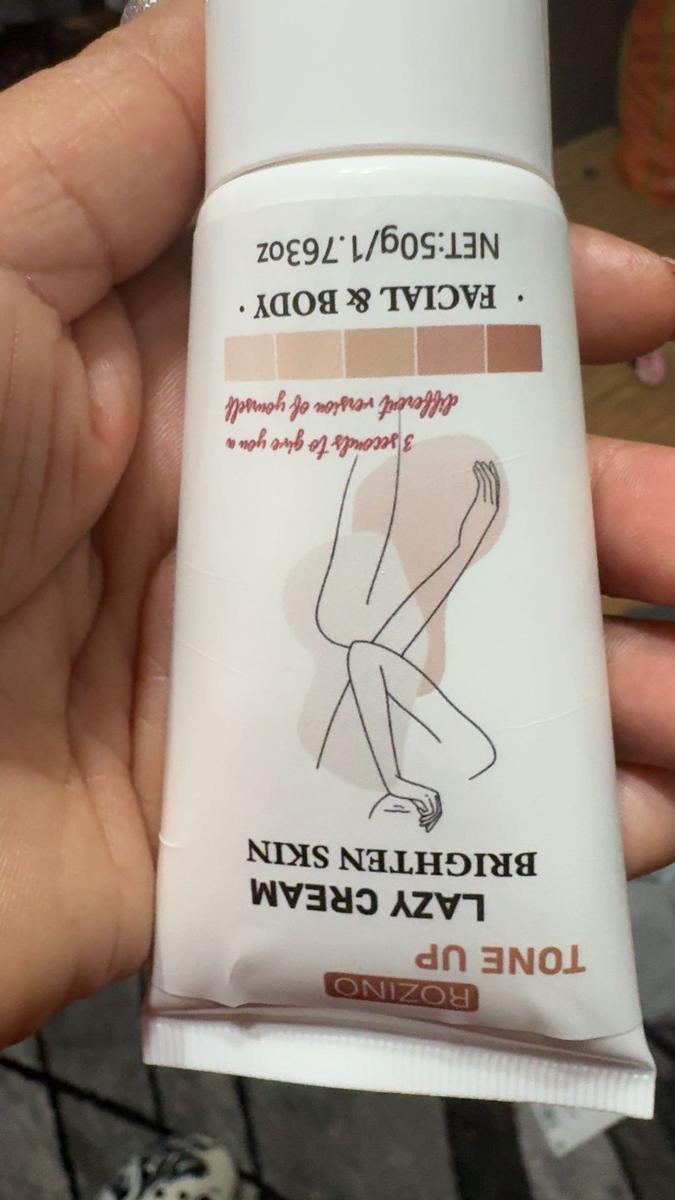 ROZINO
TONE UP
LAZY CREAM
BRIGHTEN SKIN
3 seconds to give you a
different version of yourself
· FACIAL & BODY ·
NET:50g/1.763oz